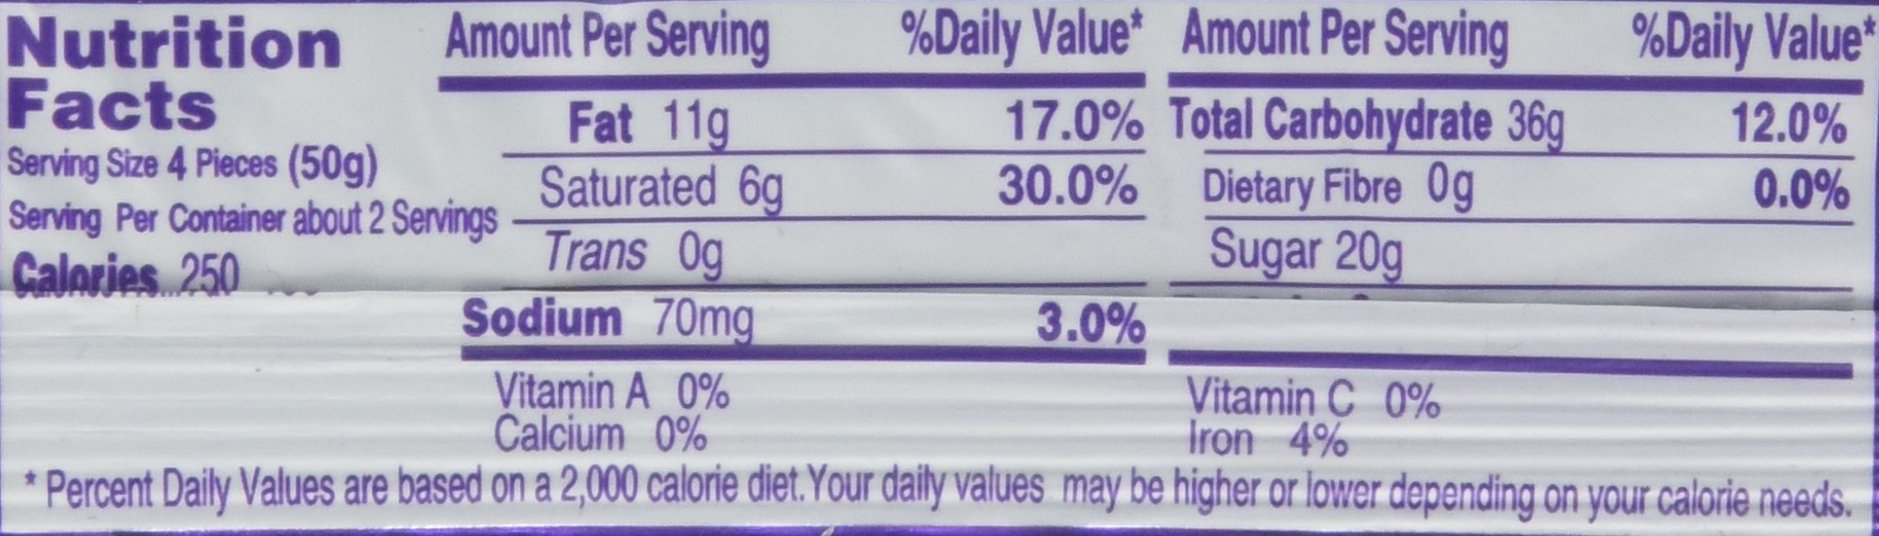 Nutrition
Facts
Serving Size 4 Pieces (50g)
Serving Per Container about 2 Servings
Calories 250
Amount Per Serving %Daily Value*
Fat 11g 17.0%
Saturated 6g 30.0%
Trans 0g
Sodium 70mg 3.0%
Amount Per Serving %Daily Value*
Total Carbohydrate 36g 12.0%
Dietary Fibre 0g 0.0%
Sugar 20g
Vitamin A 0%
Calcium 0%
Vitamin C 0%
Iron 4%
* Percent Daily Values are based on a 2,000 calorie diet. Your daily values may be higher or lower depending on your calorie needs.